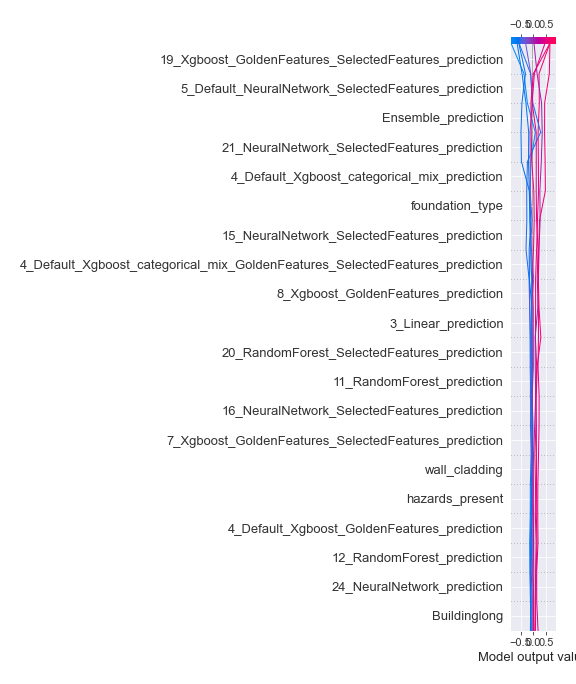 −0.5 0.0 0.5
19_Xgboost_GoldenFeatures_SelectedFeatures_prediction
5_Default_NeuralNetwork_SelectedFeatures_prediction
Ensemble_prediction
21_NeuralNetwork_SelectedFeatures_prediction
4_Default_Xgboost_categorical_mix_prediction
foundation_type
15_NeuralNetwork_SelectedFeatures_prediction
4_Default_Xgboost_categorical_mix_GoldenFeatures_SelectedFeatures_prediction
8_Xgboost_GoldenFeatures_prediction
3_Linear_prediction
20_RandomForest_SelectedFeatures_prediction
11_RandomForest_prediction
16_NeuralNetwork_SelectedFeatures_prediction
7_Xgboost_GoldenFeatures_SelectedFeatures_prediction
wall_cladding
hazards_present
4_Default_Xgboost_GoldenFeatures_prediction
12_RandomForest_prediction
24_NeuralNetwork_prediction
Buildinglong
−0.5 0.0 0.5
Model output valu